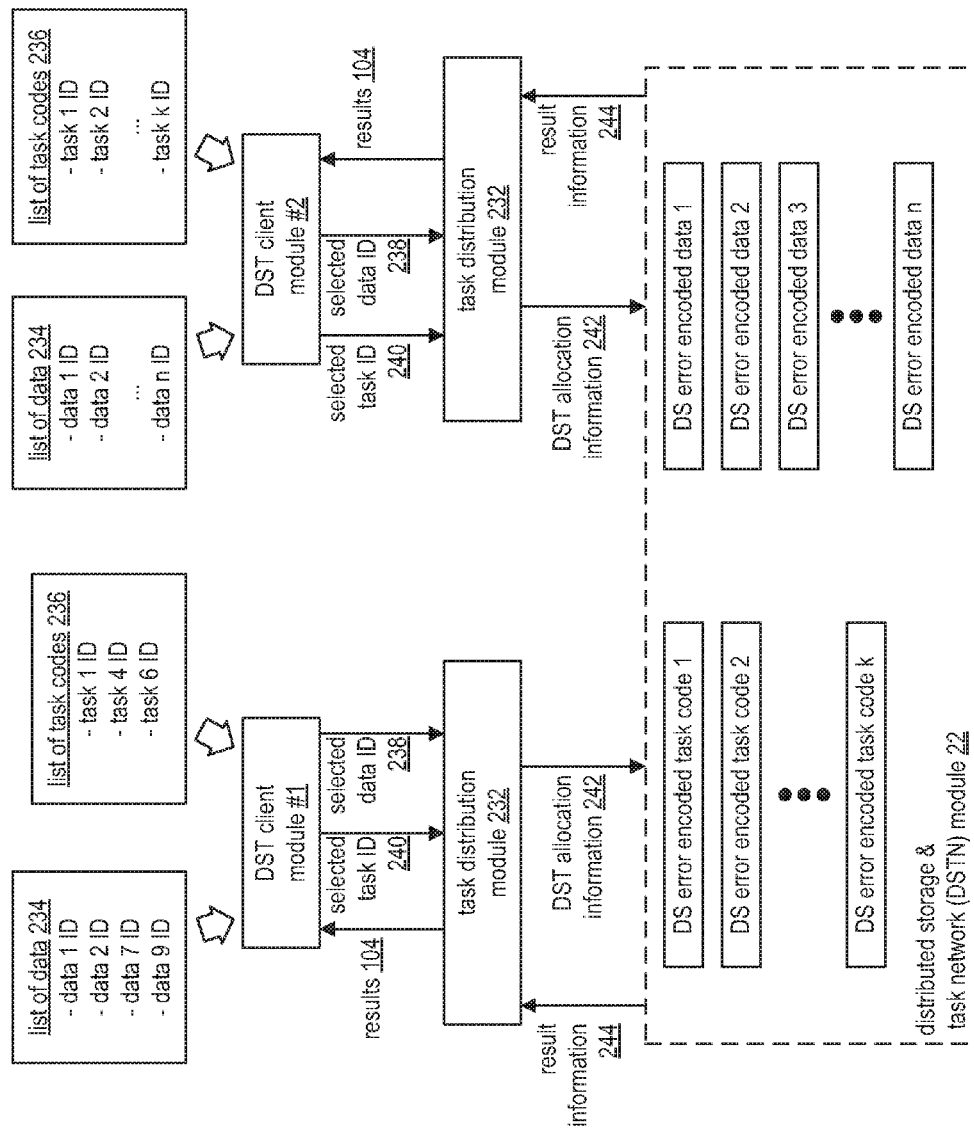 list of data 234
- data 1 ID
- data 2 ID
- data 7 ID
- data 9 ID
list of task codes 236
- task 1 ID
- task 4 ID
- task 6 ID
DST client
module #1
results 104
selected
task ID
240
selected
data ID
238
task distribution
module 232
result
information
244
DST allocation
information 242
list of data 234
- data 1 ID
- data 2 ID
...
- data n ID
list of task codes 236
- task 1 ID
- task 2 ID
...
- task k ID
DST client
module #2
selected
task ID
240
selected
data ID
238
results 104
task distribution
module 232
DST allocation
information 242
result
information
244
DS error encoded task code 1
DS error encoded task code 2
DS error encoded task code k
DS error encoded data 1
DS error encoded data 2
DS error encoded data 3
DS error encoded data n
distributed storage &
task network (DSTN) module 22